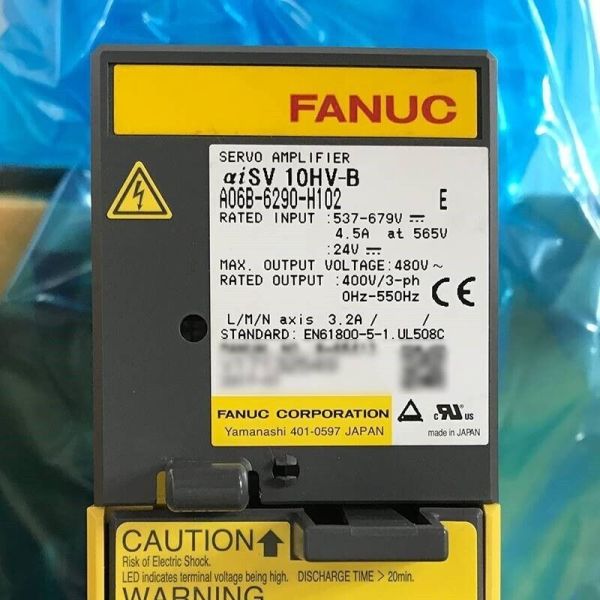 FANUC
SERVO AMPLIFIER
αiSV 10HV-B
A06B-6290-H102 E
RATED INPUT :537-679V ⎓
4.5A at 565V
:24V ⎓
MAX. OUTPUT VOLTAGE:480V ~
RATED OUTPUT :400V/3-ph
0Hz-550Hz
CE
L/M/N axis 3.2A / /
STANDARD: EN61800-5-1.UL508C
FANUC CORPORATION
Yamanashi 401-0597 JAPAN
c RU us
made in JAPAN
CAUTION
Risk of Electric Shock.
LED indicates terminal voltage being high. DISCHARGE TIME > 20min.
WARNING